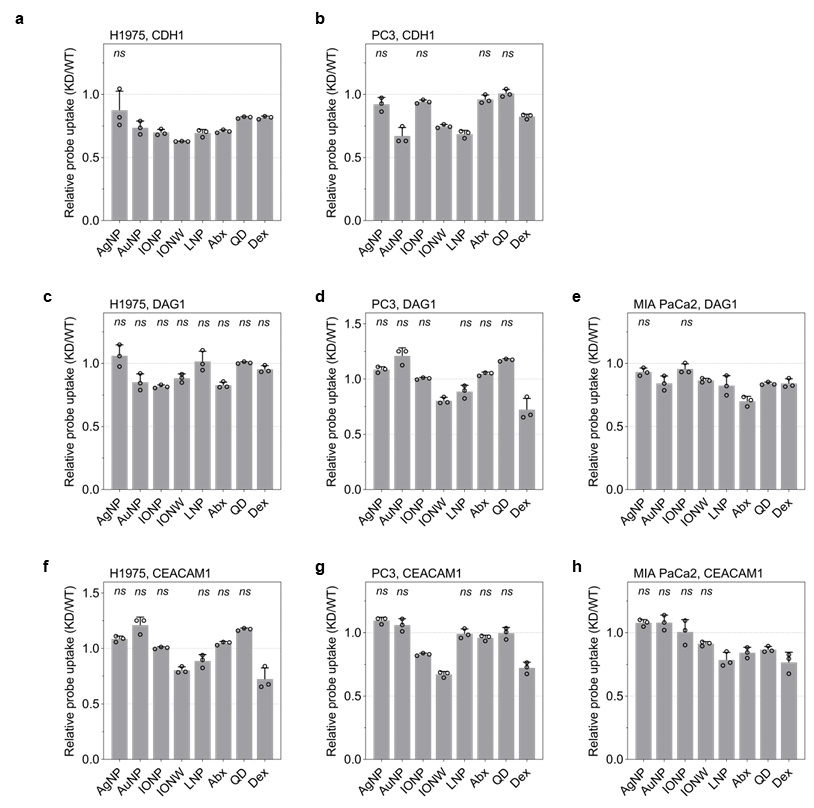 a
H1975, CDH1
ns
Relative probe uptake (KD/WT)
1.0
0.5
0.0
AgNP AuNP IONP IONW LNP Abx QD Dex
b
PC3, CDH1
ns ns ns ns
Relative probe uptake (KD/WT)
1.0
0.5
0.0
AgNP AuNP IONP IONW LNP Abx QD Dex
c
H1975, DAG1
ns ns ns ns ns ns ns ns
Relative probe uptake (KD/WT)
1.0
0.5
0.0
AgNP AuNP IONP IONW LNP Abx QD Dex
d
PC3, DAG1
ns ns ns ns ns ns
Relative probe uptake (KD/WT)
1.5
1.0
0.5
0.0
AgNP AuNP IONP IONW LNP Abx QD Dex
e
MIA PaCa2, DAG1
ns ns
Relative probe uptake (KD/WT)
1.0
0.5
0.0
AgNP AuNP IONP IONW LNP Abx QD Dex
f
H1975, CEACAM1
ns ns ns ns ns ns
Relative probe uptake (KD/WT)
1.5
1.0
0.5
0.0
AgNP AuNP IONP IONW LNP Abx QD Dex
g
PC3, CEACAM1
ns ns ns ns ns
Relative probe uptake (KD/WT)
1.0
0.5
0.0
AgNP AuNP IONP IONW LNP Abx QD Dex
h
MIA PaCa2, CEACAM1
ns ns ns ns
Relative probe uptake (KD/WT)
1.0
0.5
0.0
AgNP AuNP IONP IONW LNP Abx QD Dex